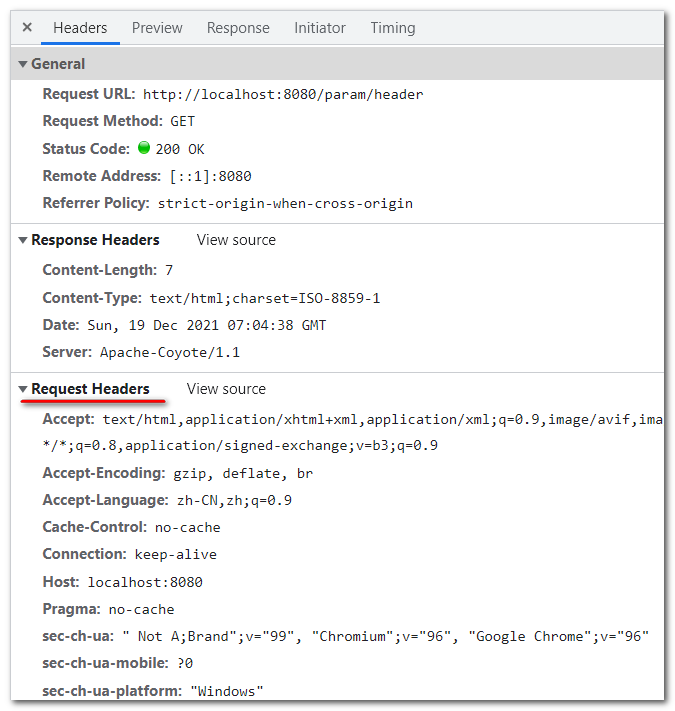 × Headers Preview Response Initiator Timing
▼ General
Request URL: http://localhost:8080/param/header
Request Method: GET
Status Code: 200 OK
Remote Address: [::1]:8080
Referrer Policy: strict-origin-when-cross-origin
▼ Response Headers View source
Content-Length: 7
Content-Type: text/html;charset=ISO-8859-1
Date: Sun, 19 Dec 2021 07:04:38 GMT
Server: Apache-Coyote/1.1
▼ Request Headers View source
Accept: text/html,application/xhtml+xml,application/xml;q=0.9,image/avif,ima
*/*;q=0.8,application/signed-exchange;v=b3;q=0.9
Accept-Encoding: gzip, deflate, br
Accept-Language: zh-CN,zh;q=0.9
Cache-Control: no-cache
Connection: keep-alive
Host: localhost:8080
Pragma: no-cache
sec-ch-ua: " Not A;Brand";v="99", "Chromium";v="96", "Google Chrome";v="96"
sec-ch-ua-mobile: ?0
sec-ch-ua-platform: "Windows"